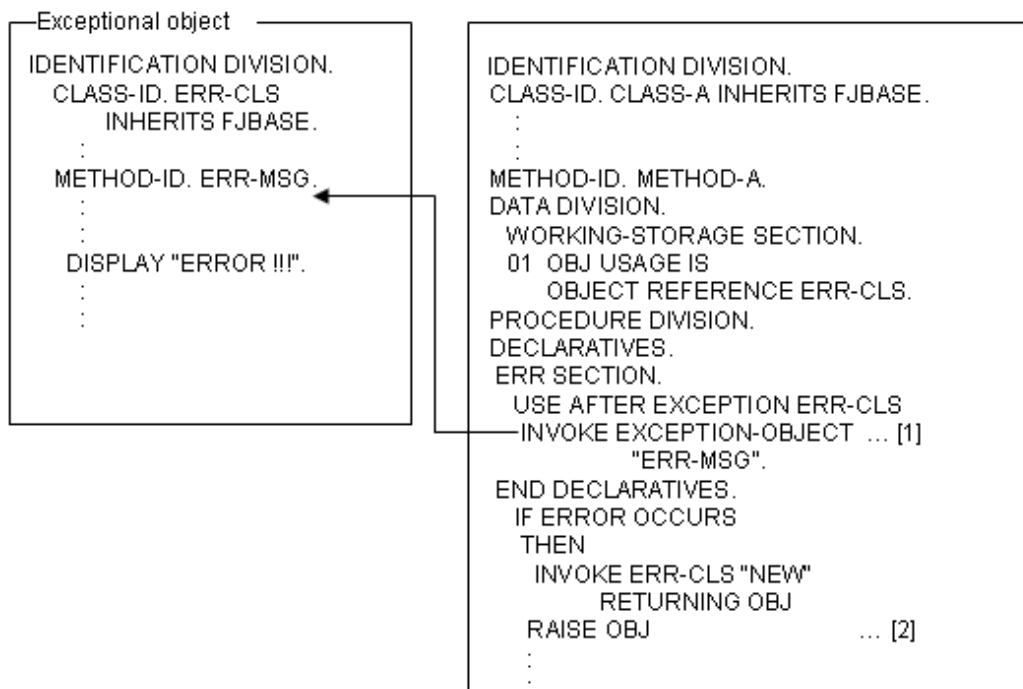 Exceptional object
IDENTIFICATION DIVISION.
CLASS-ID. ERR-CLS
INHERITS FJBASE.
:
METHOD-ID. ERR-MSG.
:
:
DISPLAY "ERROR !!!".
:
:
IDENTIFICATION DIVISION.
CLASS-ID. CLASS-A INHERITS FJBASE.
:
:
METHOD-ID. METHOD-A.
DATA DIVISION.
WORKING-STORAGE SECTION.
01 OBJ USAGE IS
OBJECT REFERENCE ERR-CLS.
PROCEDURE DIVISION.
DECLARATIVES.
ERR SECTION.
USE AFTER EXCEPTION ERR-CLS
INVOKE EXCEPTION-OBJECT ... [1]
"ERR-MSG".
END DECLARATIVES.
IF ERROR OCCURS
THEN
INVOKE ERR-CLS "NEW"
RETURNING OBJ
RAISE OBJ ... [2]
:
: